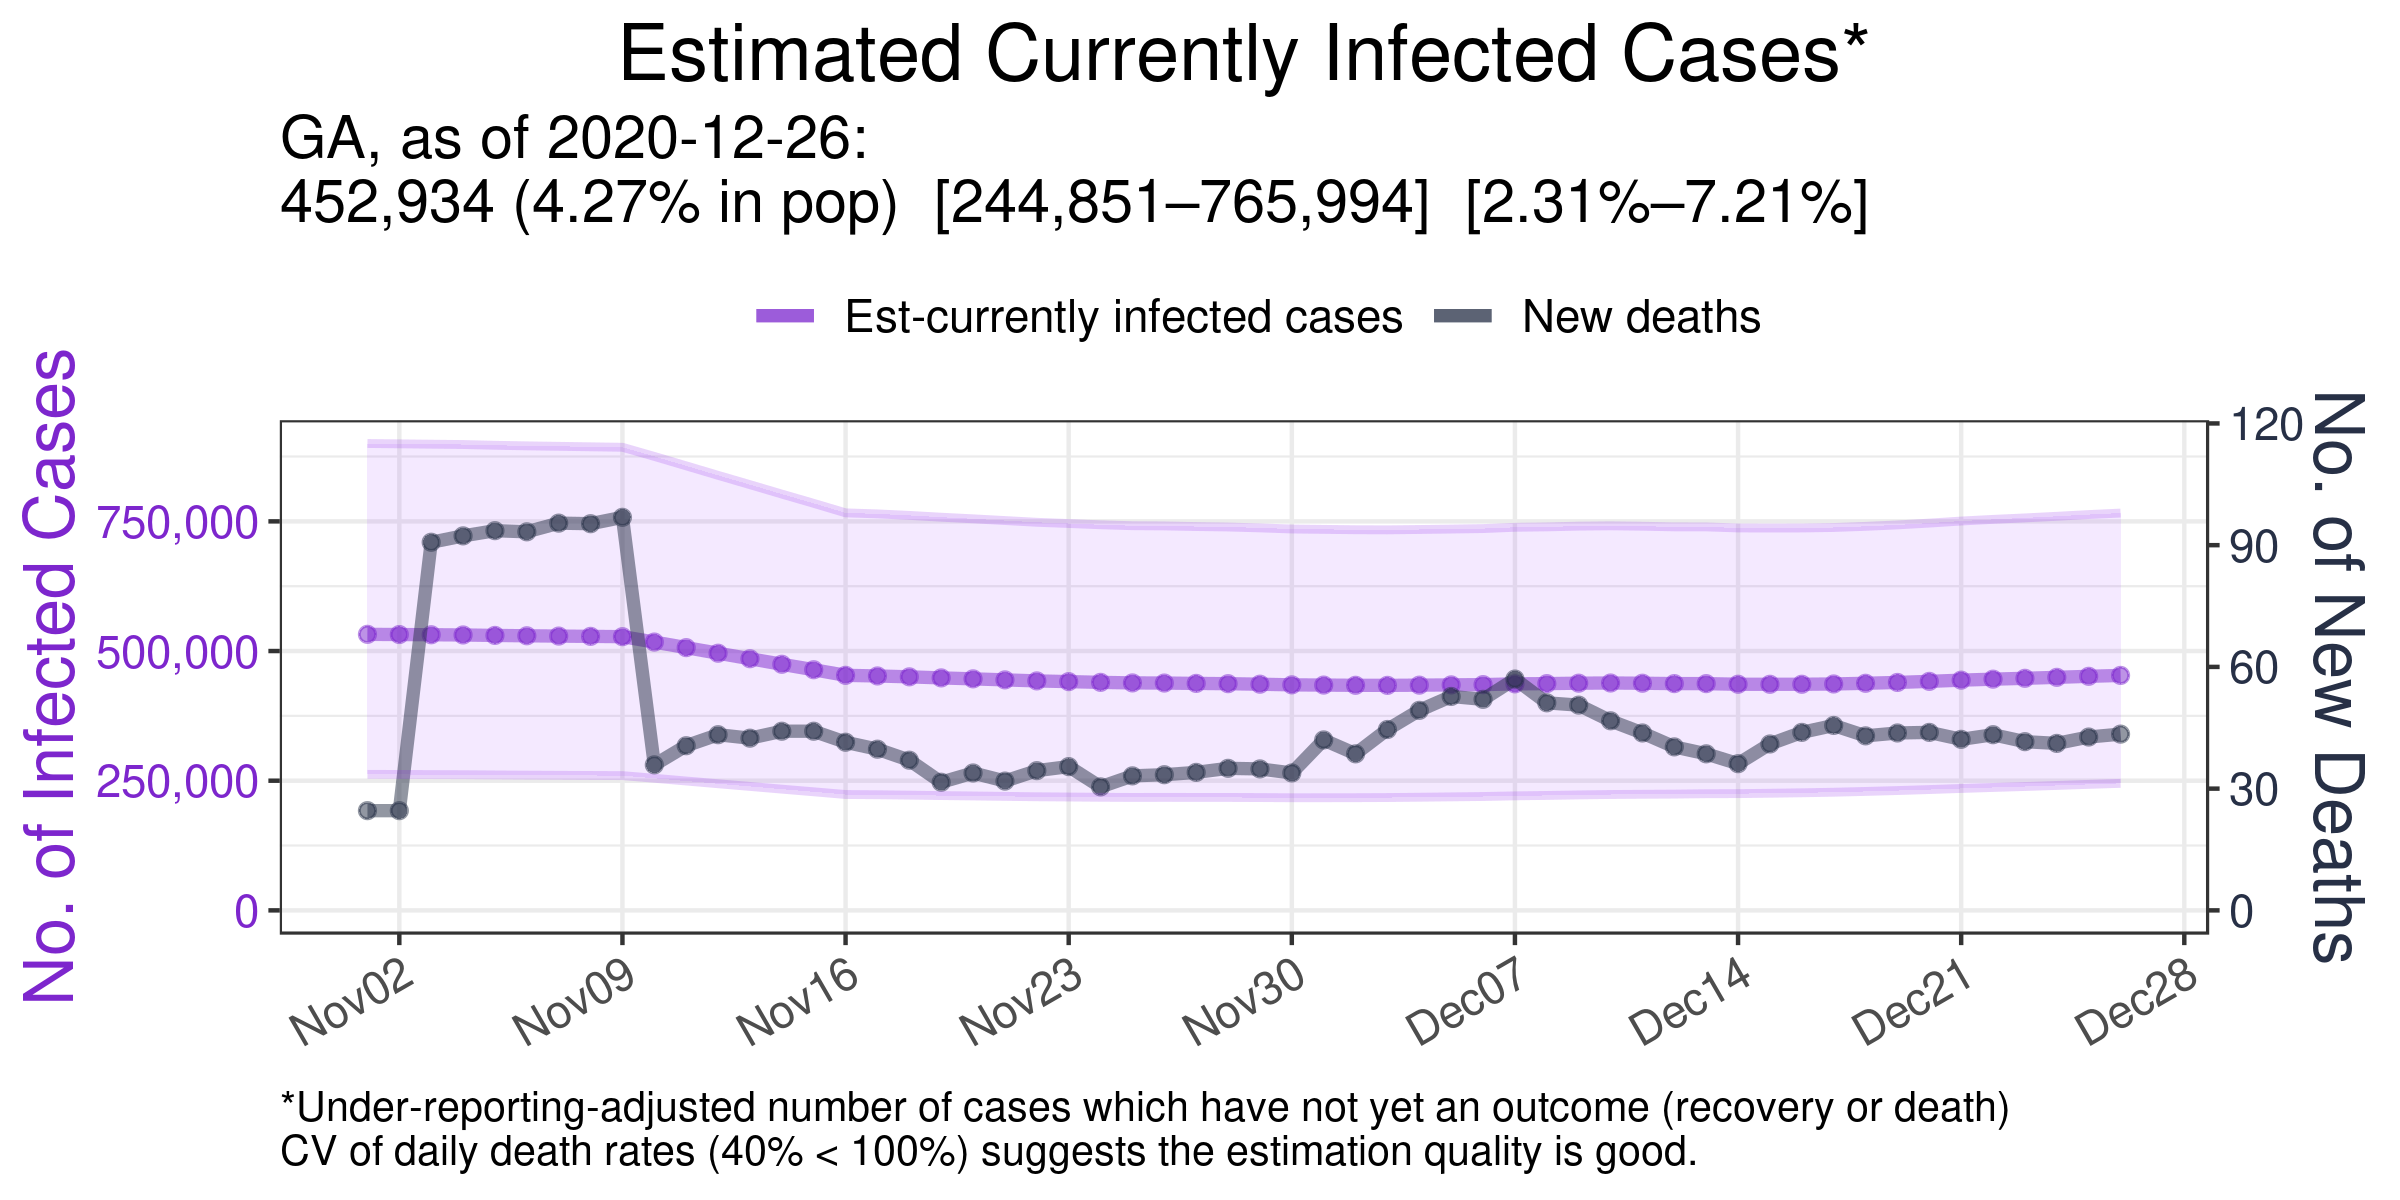 Estimated Currently Infected Cases*
GA, as of 2020-12-26:
452,934 (4.27% in pop) [244,851–765,994] [2.31%–7.21%]
Est-currently infected cases
New deaths
No. of Infected Cases
750,000
500,000
250,000
0
120
90
60
30
0
No. of New Deaths
Nov02
Nov09
Nov16
Nov23
Nov30
Dec07
Dec14
Dec21
Dec28
*Under-reporting-adjusted number of cases which have not yet an outcome (recovery or death)
CV of daily death rates (40% < 100%) suggests the estimation quality is good.